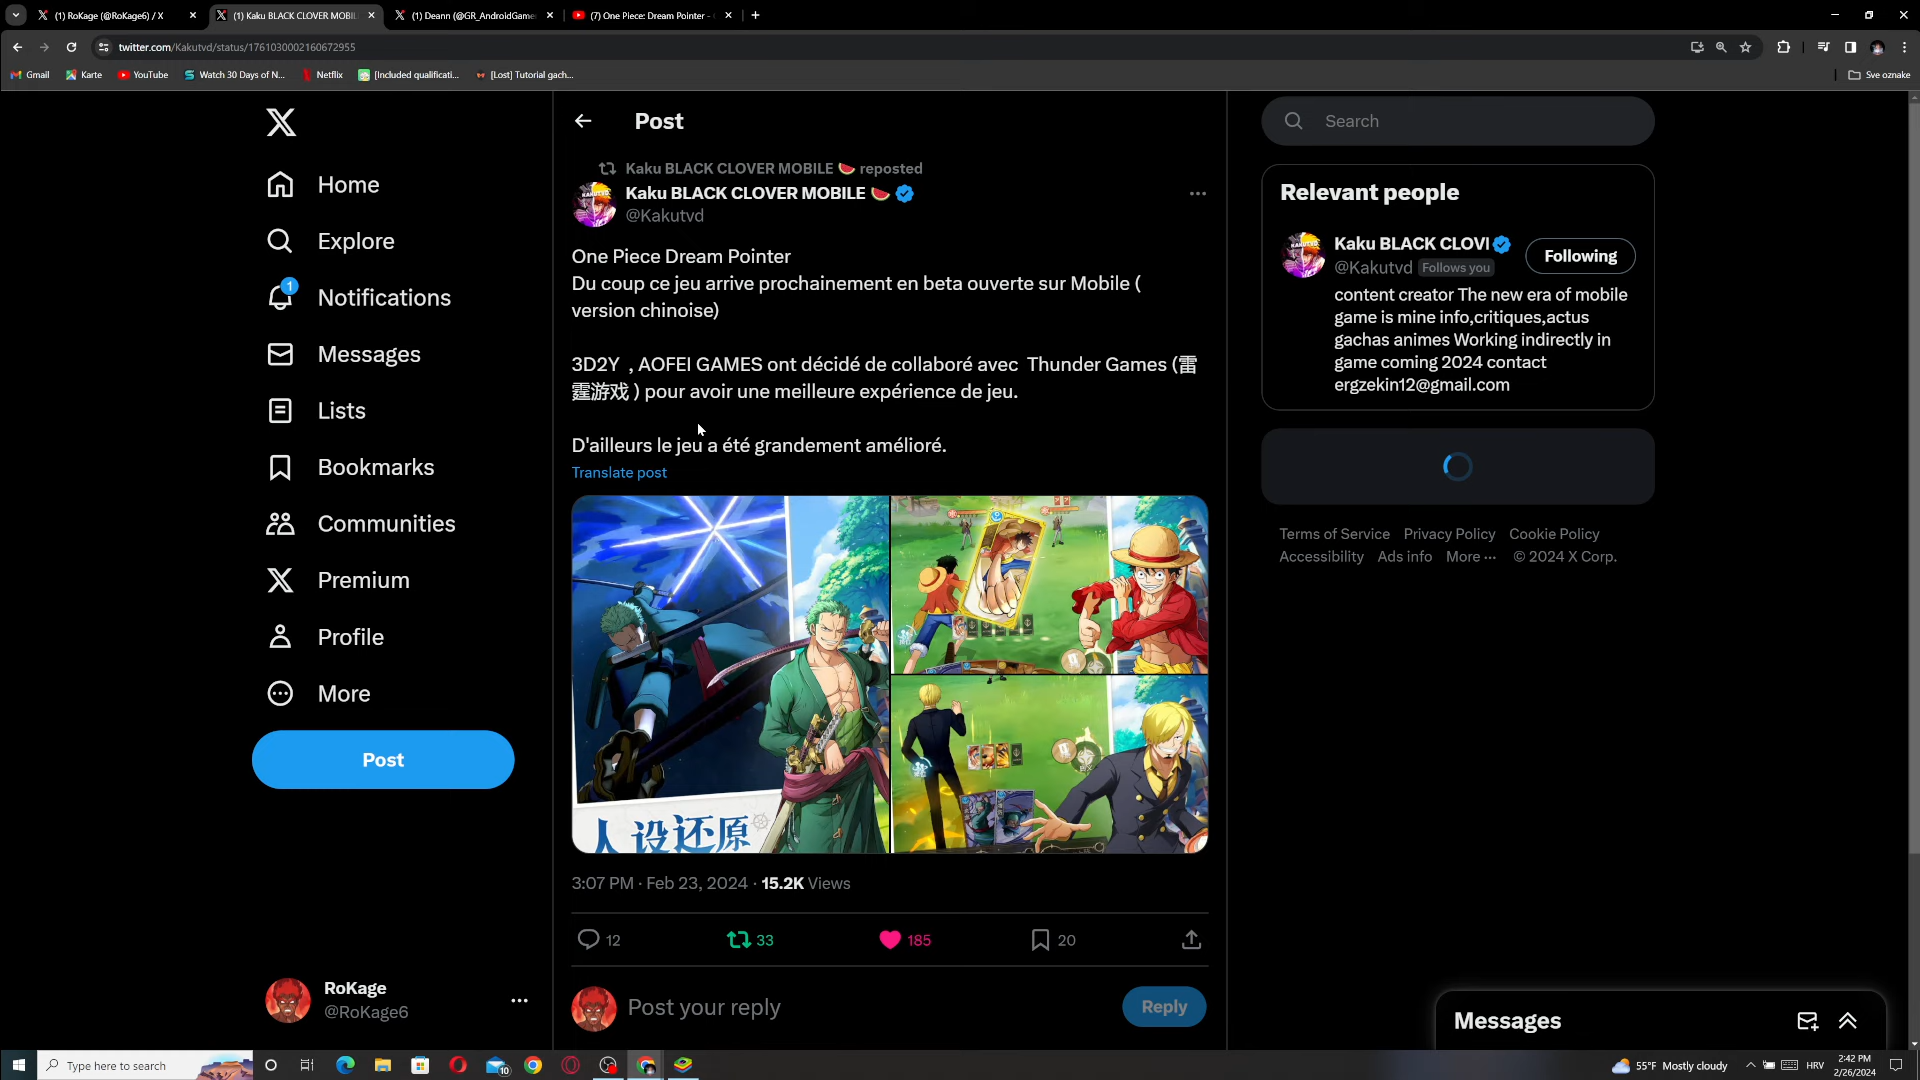 (1) RoKage (@RoKage6) / X
(1) Kaku BLACK CLOVER MOBIL
(1) Deann (@GR_AndroidGame
(7) One Piece: Dream Pointer -
twitter.com/Kakutvd/status/1761030002160672955
Gmail
Karte
YouTube
Watch 30 Days of N...
Netflix
[Included qualificati...
[Lost] Tutorial gach...
Sve oznake
Home
Explore
1
Notifications
Messages
Lists
Bookmarks
Communities
Premium
Profile
More
Post
RoKage
@RoKage6
Post
Kaku BLACK CLOVER MOBILE 🍉 reposted
Kaku BLACK CLOVER MOBILE 🍉
@Kakutvd
One Piece Dream Pointer
Du coup ce jeu arrive prochainement en beta ouverte sur Mobile (
version chinoise)
3D2Y , AOFEI GAMES ont décidé de collaboré avec Thunder Games (雷
霆游戏 ) pour avoir une meilleure expérience de jeu.
D'ailleurs le jeu a été grandement amélioré.
Translate post
人设还原
3:07 PM · Feb 23, 2024 · 15.2K Views
12
33
185
20
Post your reply
Reply
Search
Relevant people
Kaku BLACK CLOVI
@Kakutvd Follows you
Following
content creator The new era of mobile
game is mine info,critiques,actus
gachas animes Working indirectly in
game coming 2024 contact
ergzekin12@gmail.com
Terms of Service Privacy Policy Cookie Policy
Accessibility Ads info More ··· © 2024 X Corp.
Messages
Type here to search
10
55°F Mostly cloudy
HRV
2:42 PM
2/26/2024